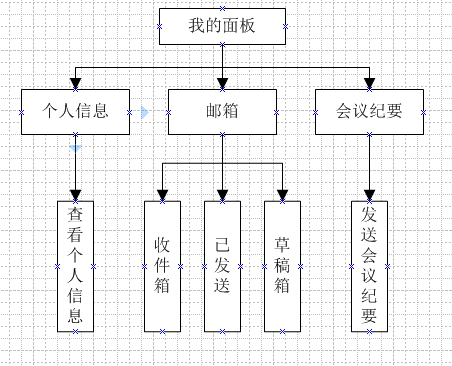 我的面板
个人信息
邮箱
会议纪要
查看个人信息
收件箱
已发送
草稿箱
发送会议纪要